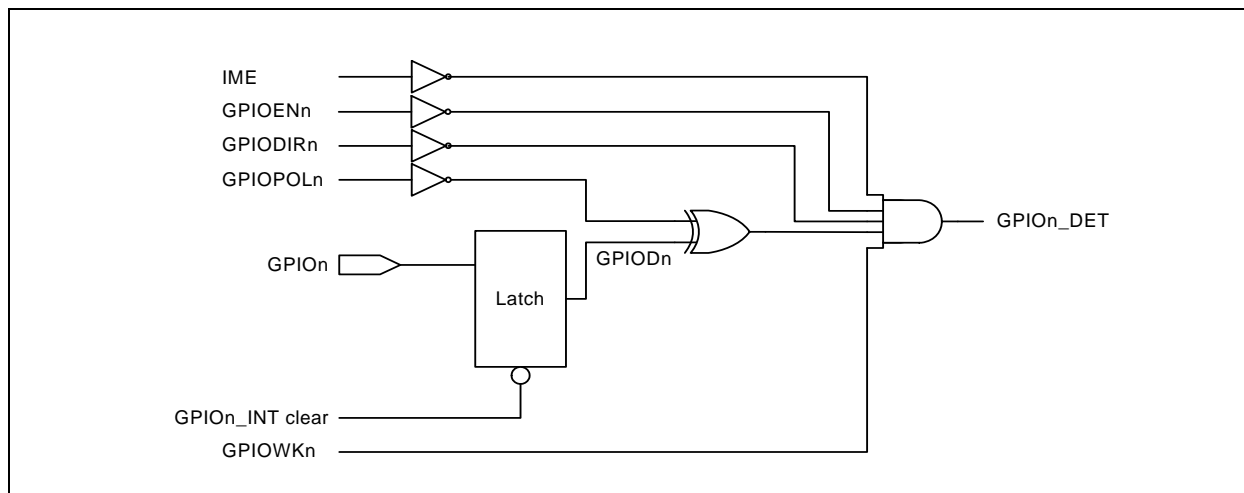 IME
GPIOENn
GPIODIRn
GPIOPOLn
GPIOn_DET
GPIODn
GPIOn
Latch
GPIOn_INT clear
GPIOWKn